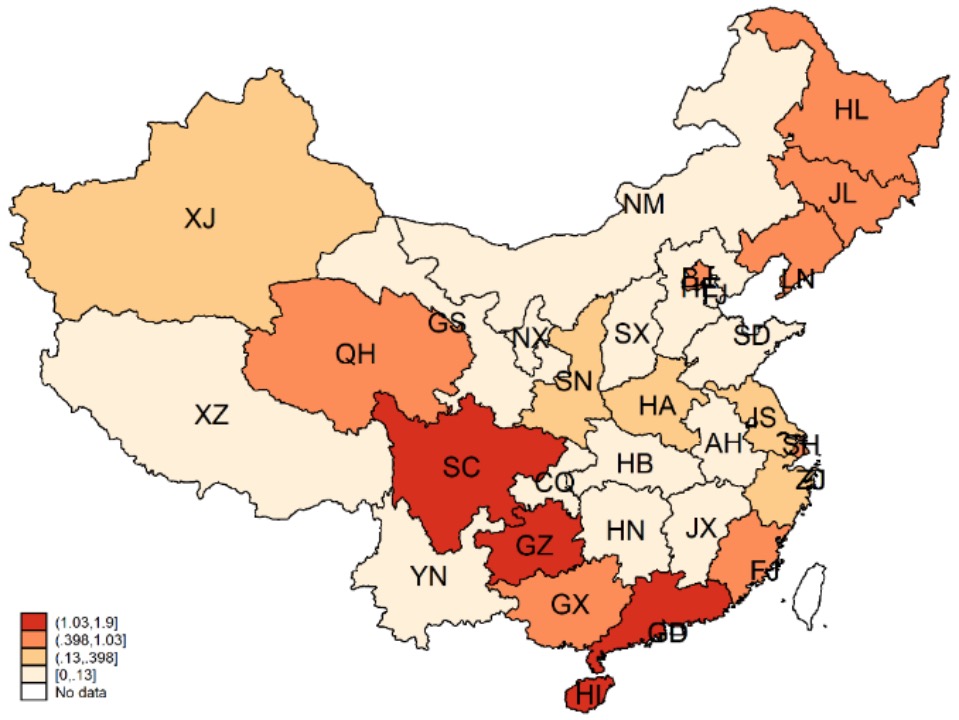 HL
JL
NM
XJ
LN
BJ
HE
TJ
GS
NX
SX
SD
QH
SN
HA
JS
XZ
AH
SH
SC
HB
CQ
ZJ
GZ
HN
JX
YN
FJ
GX
GD
HI
(1.03,1.9]
(.398,1.03]
(.13,.398]
[0,.13]
No data